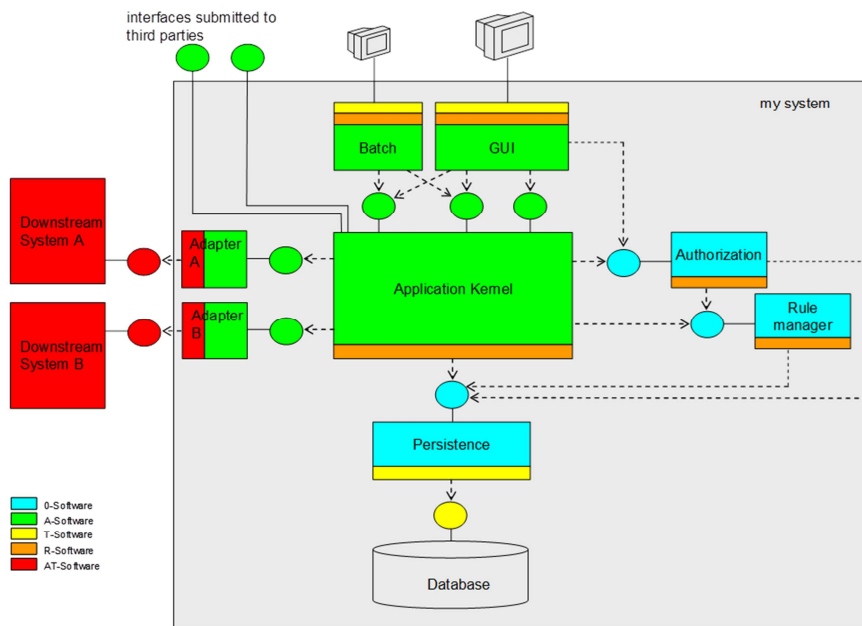 interfaces submitted to
third parties
my system
Batch
GUI
Downstream
System A
Adapter
A
Authorization
Application Kernel
Downstream
System B
Adapter
B
Rule
manager
Persistence
0-Software
A-Software
T-Software
R-Software
AT-Software
Database